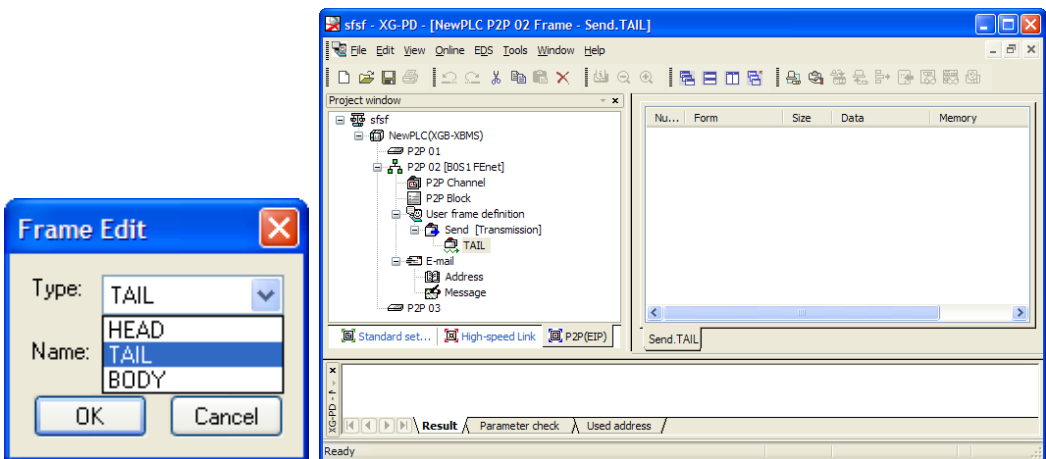 Frame Edit
Type: TAIL
HEAD
Name: TAIL
BODY
OK Cancel
sfsf - XG-PD - [NewPLC P2P 02 Frame - Send.TAIL]
File Edit View Online EDS Tools Window Help
Project window
sfsf
NewPLC(XGB-XBMS)
P2P 01
P2P 02 [B0S1 FEnet]
P2P Channel
P2P Block
User frame definition
Send [Transmission]
TAIL
E-mail
Address
Message
P2P 03
Standard set... High-speed Link P2P(EIP)
Nu... Form Size Data Memory
Send.TAIL
XG-PD - N
Result Parameter check Used address
Ready